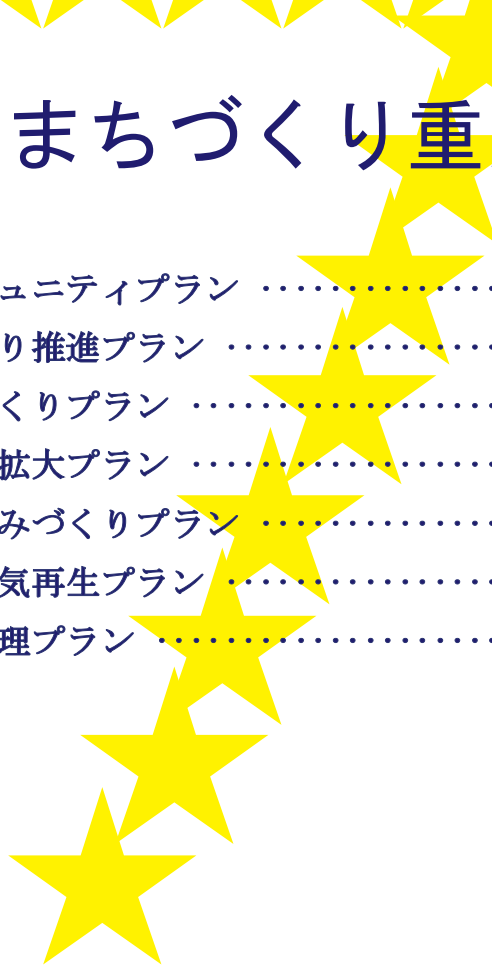 まちづくり重
ュニティプラン ・・・・・・・・・・・・・・
り推進プラン ・・・・・・・・・・・・・・・・
くりプラン ・・・・・・・・・・・・・・・・・・
拡大プラン ・・・・・・・・・・・・・・・・・・
みづくりプラン ・・・・・・・・・・・・・・
気再生プラン ・・・・・・・・・・・・・・・・
理プラン ・・・・・・・・・・・・・・・・・・・・